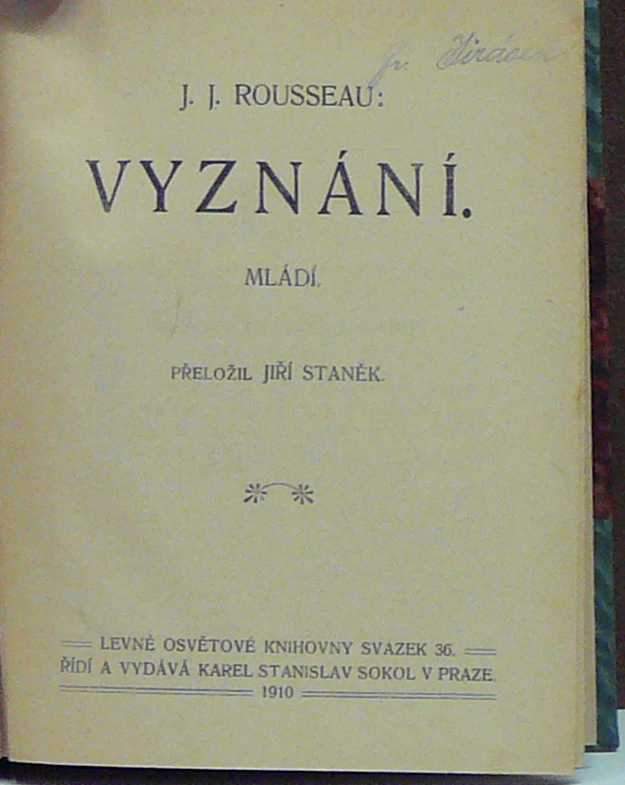 J. J. ROUSSEAU:
VYZNÁNÍ.
MLÁDÍ.
PŘELOŽIL JIŘÍ STANĚK.
LEVNÉ OSVĚTOVÉ KNIHOVNY SVAZEK 36.
ŘÍDÍ A VYDÁVÁ KAREL STANISLAV SOKOL V PRAZE.
1910